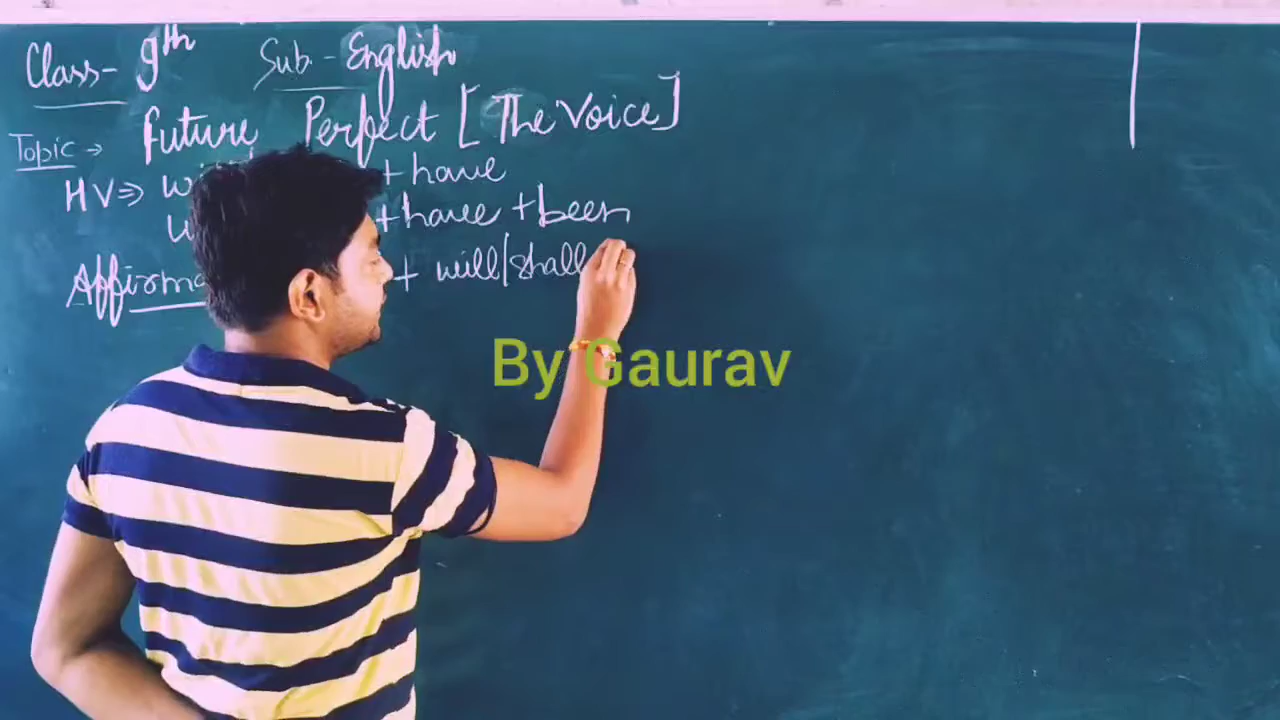 Class- 9th Sub.- English
Topic → Future Perfect [The Voice]
HV⇒ + have
+ have + been
+ will/shall
By Gaurav